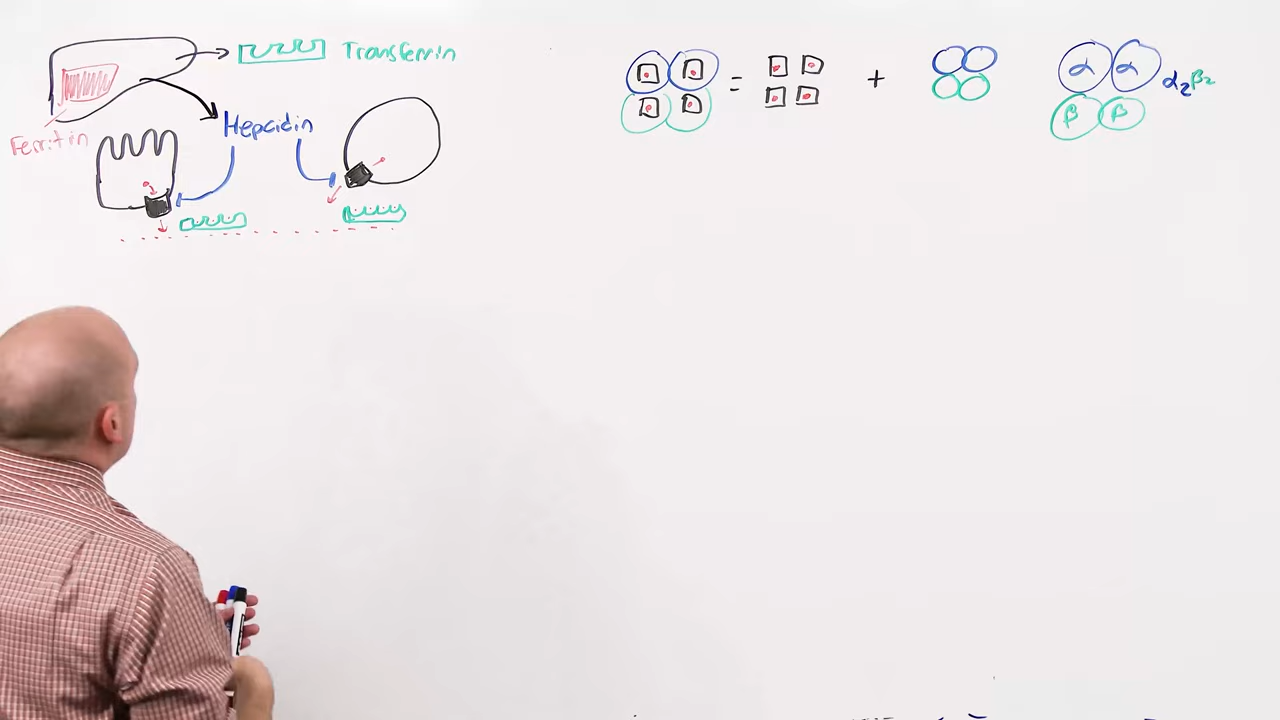 Transferrin
Ferritin
Hepcidin
= +
α α
α₂β₂
β β